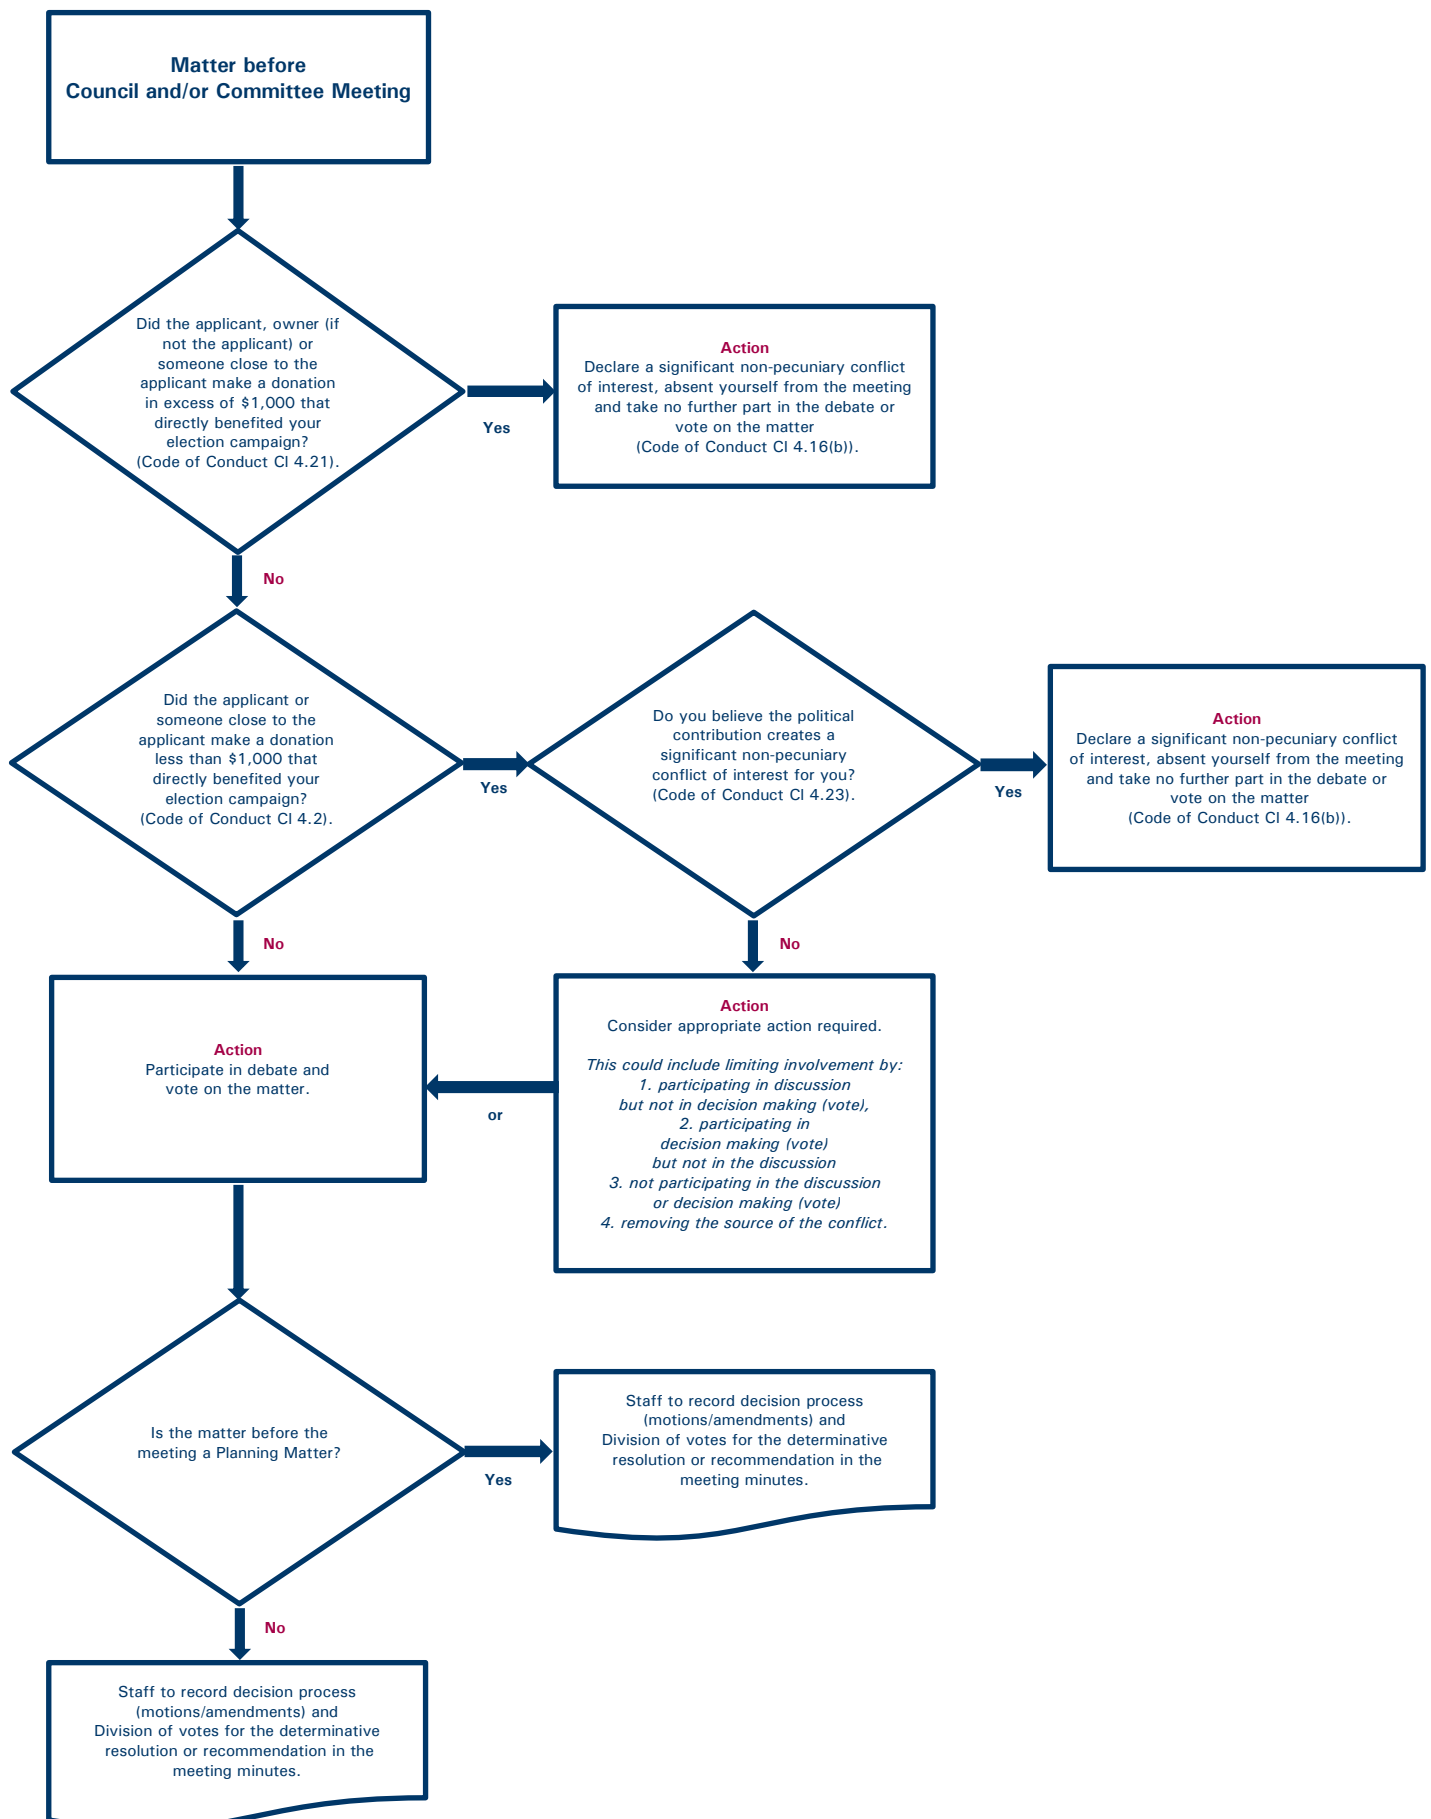 Matter before
Council and/or Committee Meeting
Did the applicant, owner (if
not the applicant) or
someone close to the
applicant make a donation
in excess of $1,000 that
directly benefited your
election campaign?
(Code of Conduct Cl 4.21).
Yes
Action
Declare a significant non-pecuniary conflict
of interest, absent yourself from the meeting
and take no further part in the debate or
vote on the matter
(Code of Conduct Cl 4.16(b)).
No
Did the applicant or
someone close to the
applicant make a donation
less than $1,000 that
directly benefited your
election campaign?
(Code of Conduct Cl 4.2).
Yes
Do you believe the political
contribution creates a
significant non-pecuniary
conflict of interest for you?
(Code of Conduct Cl 4.23).
Yes
Action
Declare a significant non-pecuniary conflict
of interest, absent yourself from the meeting
and take no further part in the debate or
vote on the matter
(Code of Conduct Cl 4.16(b)).
No
No
Action
Participate in debate and
vote on the matter.
or
Action
Consider appropriate action required.
This could include limiting involvement by:
1. participating in discussion
but not in decision making (vote),
2. participating in
decision making (vote)
but not in the discussion
3. not participating in the discussion
or decision making (vote)
4. removing the source of the conflict.
Is the matter before the
meeting a Planning Matter?
Yes
Staff to record decision process
(motions/amendments) and
Division of votes for the determinative
resolution or recommendation in the
meeting minutes.
No
Staff to record decision process
(motions/amendments) and
Division of votes for the determinative
resolution or recommendation in the
meeting minutes.